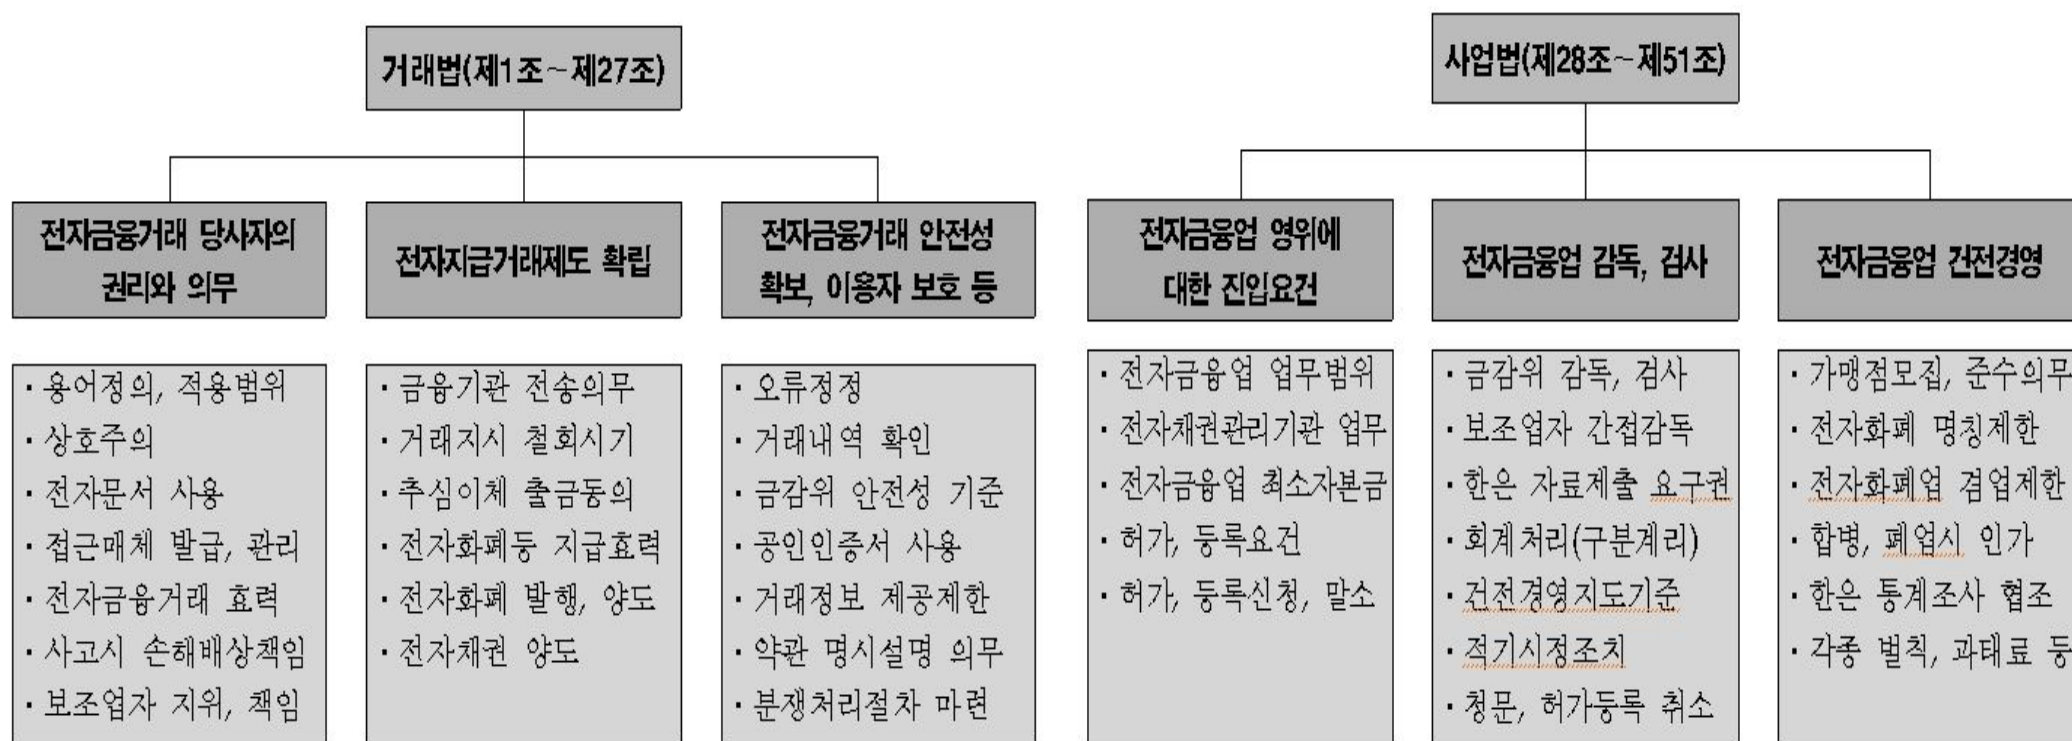 거래법(제1조~제27조)
전자금융거래 당사자의
권리와 의무
· 용어정의, 적용범위
· 상호주의
· 전자문서 사용
· 접근매체 발급, 관리
· 전자금융거래 효력
· 사고시 손해배상책임
· 보조업자 지위, 책임
전자지급거래제도 확립
· 금융기관 전송의무
· 거래지시 철회시기
· 추심이체 출금동의
· 전자화폐등 지급효력
· 전자화폐 발행, 양도
· 전자채권 양도
전자금융거래 안전성
확보, 이용자 보호 등
· 오류정정
· 거래내역 확인
· 금감위 안전성 기준
· 공인인증서 사용
· 거래정보 제공제한
· 약관 명시설명 의무
· 분쟁처리절차 마련
사업법(제28조~제51조)
전자금융업 영위에
대한 진입요건
· 전자금융업 업무범위
· 전자채권관리기관 업무
· 전자금융업 최소자본금
· 허가, 등록요건
· 허가, 등록신청, 말소
전자금융업 감독, 검사
· 금감위 감독, 검사
· 보조업자 간접감독
· 한은 자료제출 요구권
· 회계처리(구분계리)
· 건전경영지도기준
· 적기시정조치
· 청문, 허가등록 취소
전자금융업 건전경영
· 가맹점모집, 준수의무
· 전자화폐 명칭제한
· 전자화폐업 겸업제한
· 합병, 폐업시 인가
· 한은 통계조사 협조
· 각종 벌칙, 과태료 등